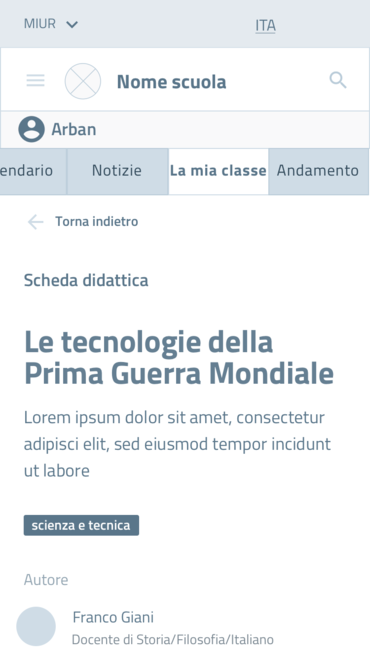 MIUR
ITA
Nome scuola
Arban
endario
Notizie
La mia classe
Andamento
Torna indietro
Scheda didattica
Le tecnologie della
Prima Guerra Mondiale
Lorem ipsum dolor sit amet, consectetur
adipisci elit, sed eiusmod tempor incidunt
ut labore
scienza e tecnica
Autore
Franco Giani
Docente di Storia/Filosofia/Italiano